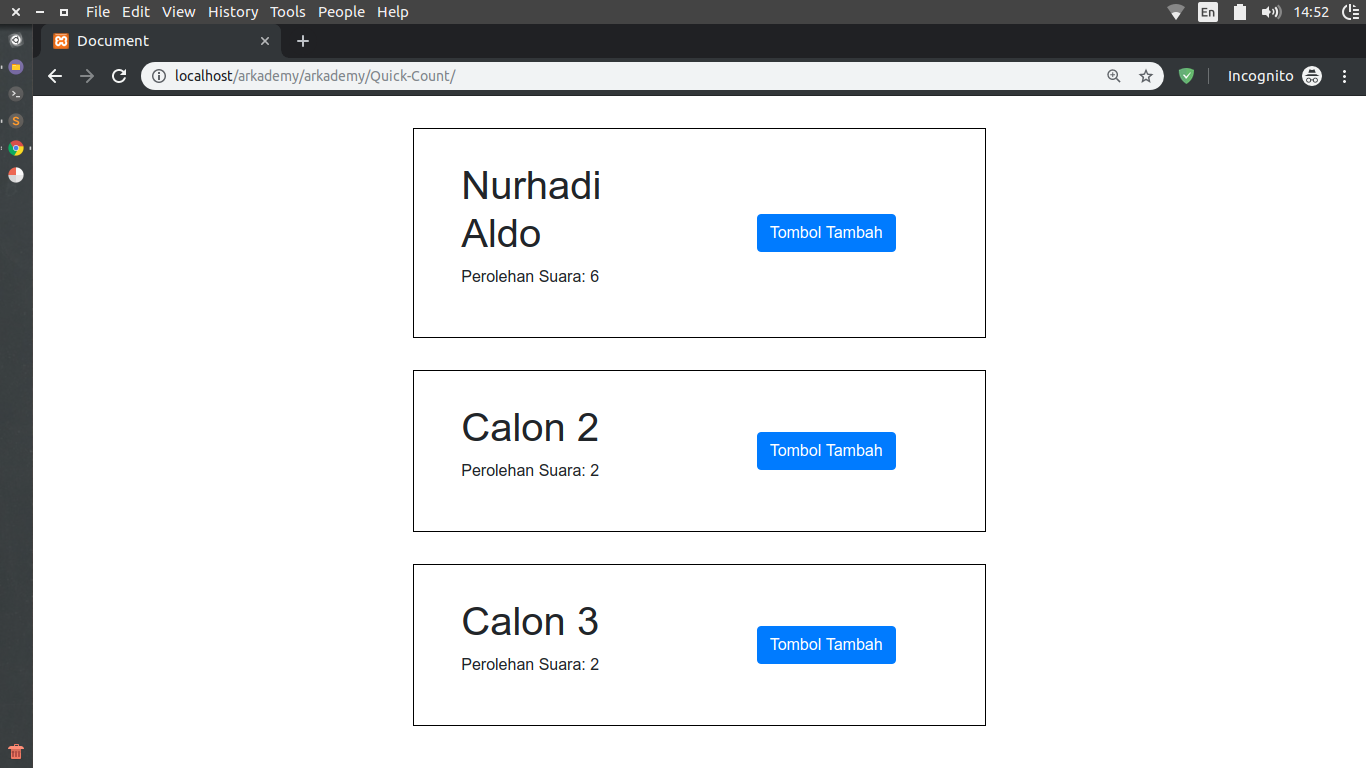 File Edit View History Tools People Help
En
14:52
Document
localhost/arkademy/arkademy/Quick-Count/
Incognito
Nurhadi
Aldo
Perolehan Suara: 6
Tombol Tambah
Calon 2
Perolehan Suara: 2
Tombol Tambah
Calon 3
Perolehan Suara: 2
Tombol Tambah